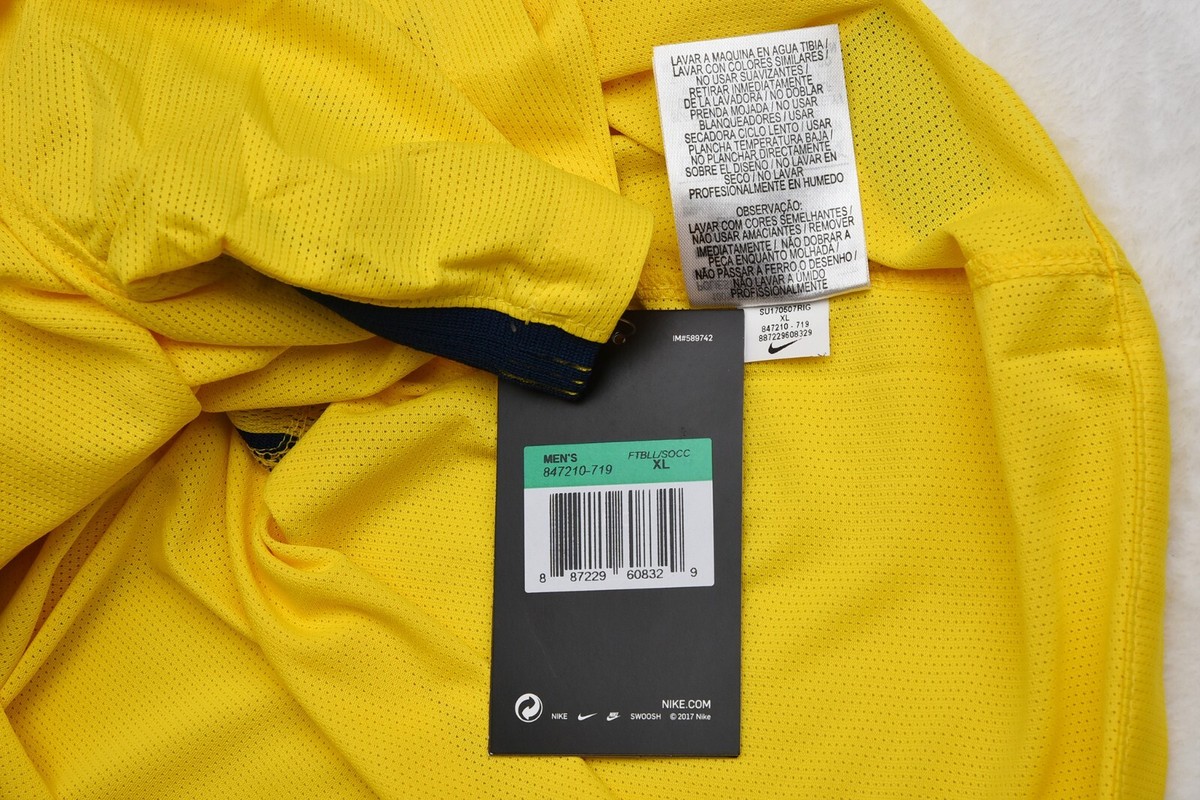 LAVAR A MAQUINA EN AGUA TIBIA /
LAVAR CON COLORES SIMILARES /
NO USAR SUAVIZANTES /
RETIRAR INMEDIATAMENTE
DE LA LAVADORA / NO DOBLAR
PRENDA MOJADA / NO USAR
BLANQUEADORES / USAR
SECADORA CICLO LENTO / USAR
PLANCHA TEMPERATURA BAJA /
NO PLANCHAR DIRECTAMENTE
SOBRE EL DISEÑO / NO LAVAR EN
SECO / NO LAVAR
PROFESIONALMENTE EN HUMEDO
OBSERVAÇÃO:
LAVAR COM CORES SEMELHANTES /
NÃO USAR AMACIANTES / REMOVER
IMEDIATAMENTE / NÃO DOBRAR A
PEÇA ENQUANTO MOLHADA /
NÃO PASSAR A FERRO O DESENHO /
NÃO LAVAR A ÚMIDO
PROFISSIONALMENTE
SU170507RIG
XL
847210 - 719
887229608329
IM#589742
MEN'S FTBLL/SOCC
847210-719 XL
8 87229 60832 9
NIKE.COM
NIKE SWOOSH © 2017 Nike